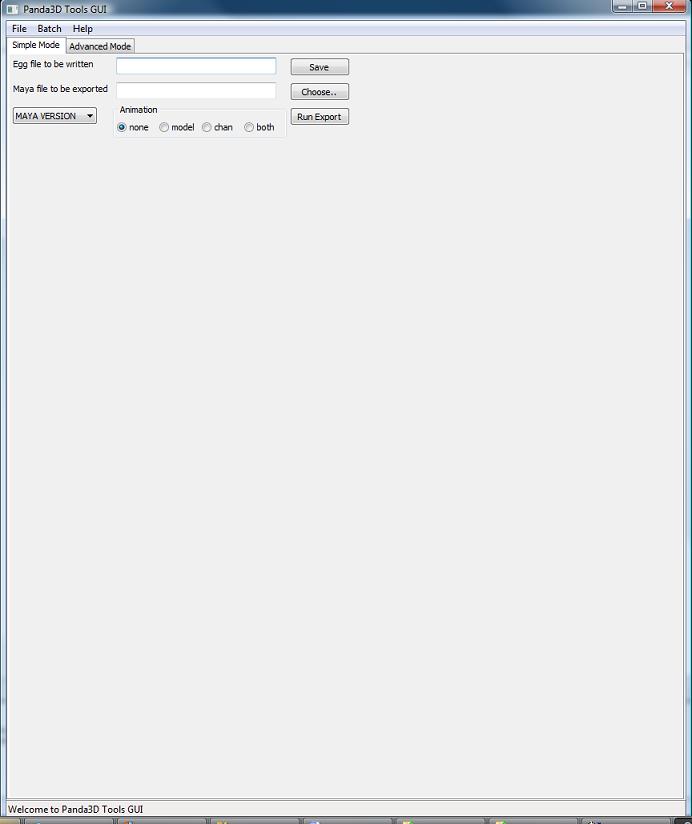 Panda3D Tools GUI
File Batch Help
Simple Mode Advanced Mode
Egg file to be written Save
Maya file to be exported Choose..
Animation
MAYA VERSION none model chan both Run Export
Welcome to Panda3D Tools GUI